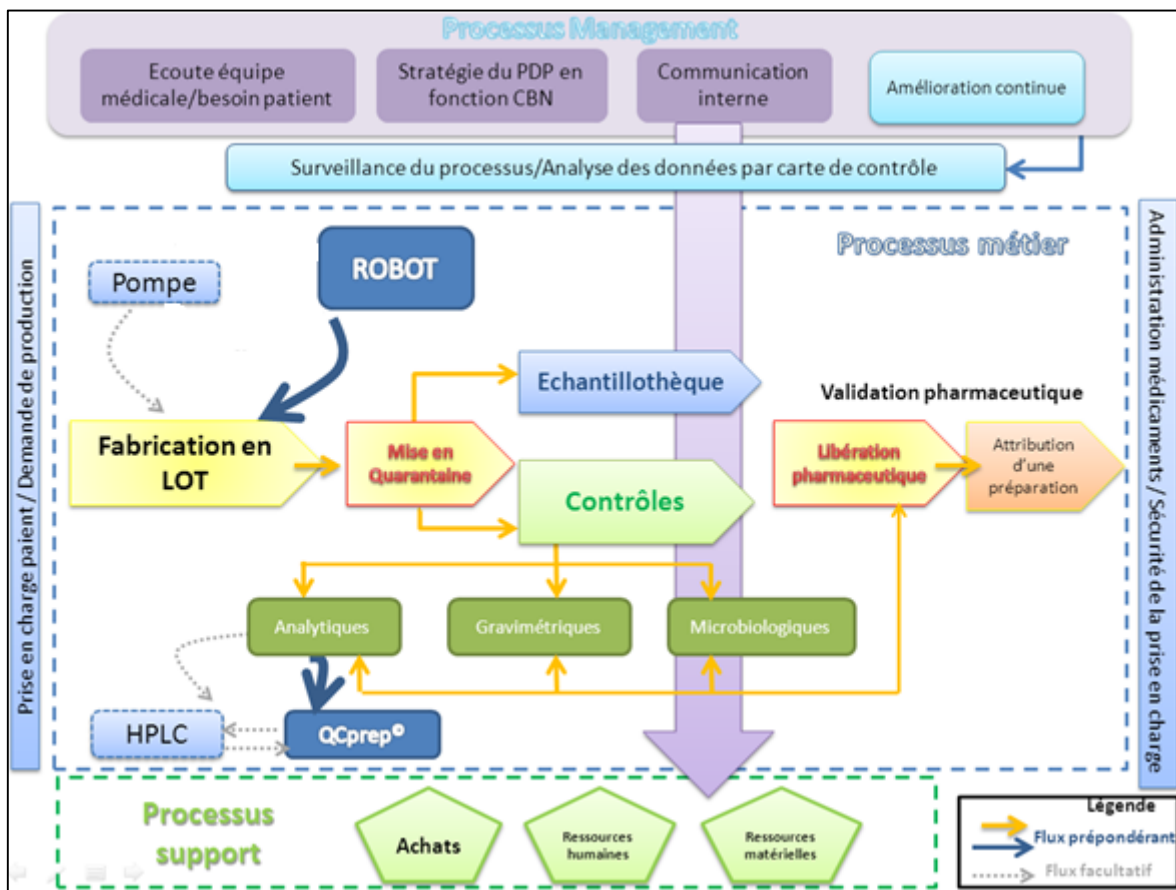 Processus Management
Ecoute équipe
médicale/besoin patient
Stratégie du PDP en
fonction CBN
Communication
interne
Amélioration continue
Surveillance du processus/Analyse des données par carte de contrôle
Prise en charge paient / Demande de production
Processus métier
Pompe
ROBOT
Echantillothèque
Validation pharmaceutique
Fabrication en
LOT
Mise en
Quarantaine
Contrôles
Libération
pharmaceutique
Attribution
d'une
préparation
Analytiques
Gravimétriques
Microbiologiques
HPLC
QCprep©
Administration médicaments / Sécurité de la prise en charge
Processus
support
Achats
Ressources
humaines
Ressources
matérielles
Légende
Flux prépondérant
Flux facultatif